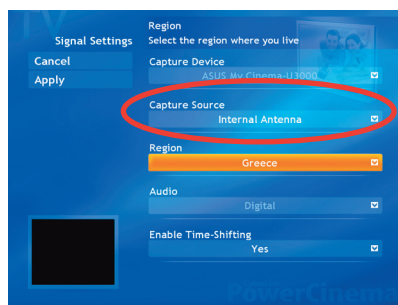 TV
Region
Signal Settings
Select the region where you live
Cancel
Apply
Capture Device
ASUS My Cinema-U3000
Capture Source
Internal Antenna
Region
Greece
Audio
Digital
Enable Time-Shifting
Yes
PowerCinema